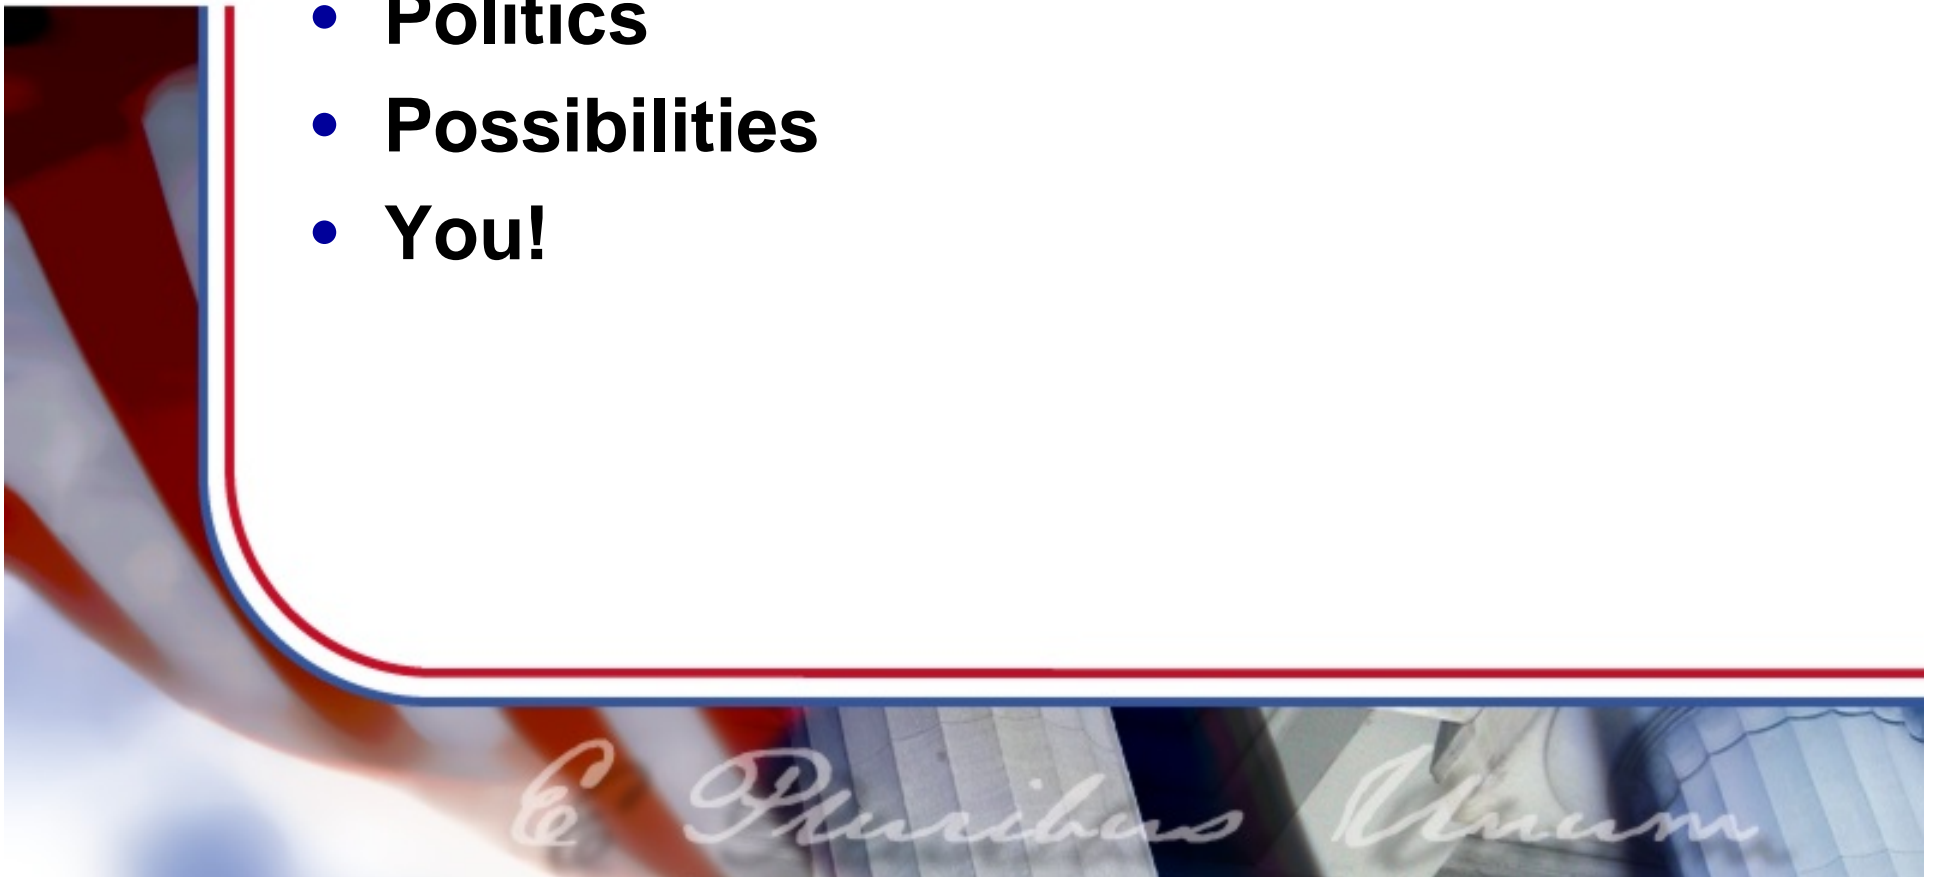 • Politics
• Possibilities
• You!
E Pluribus Unum